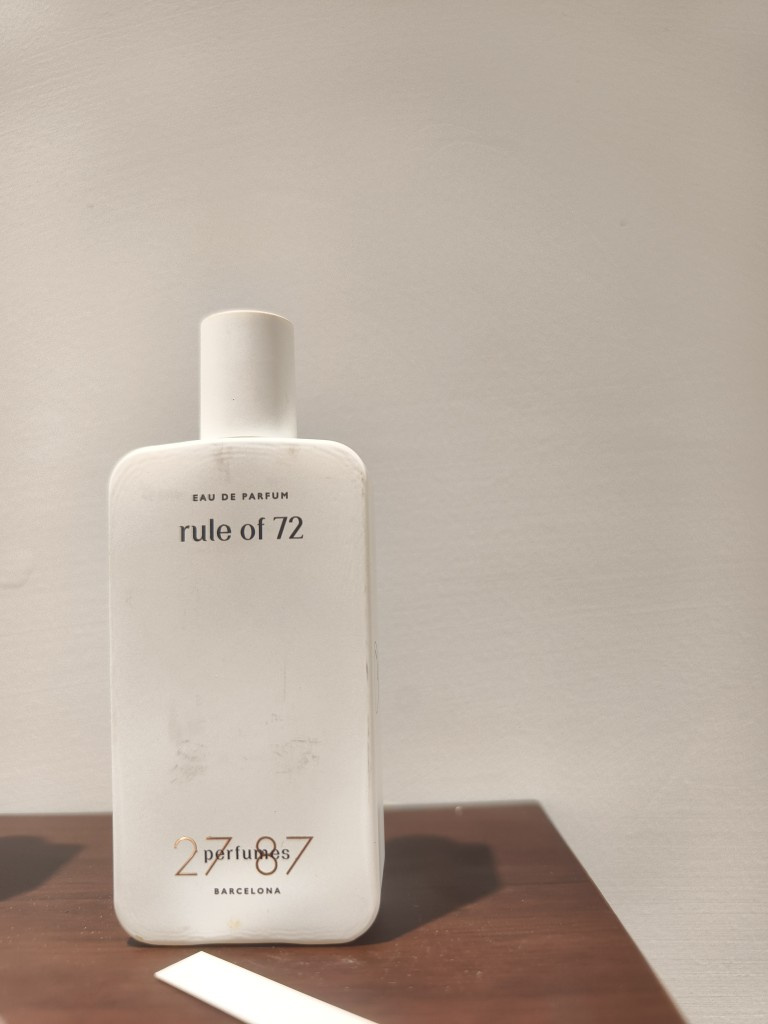 EAU DE PARFUM
rule of 72
27 87
perfumes
BARCELONA